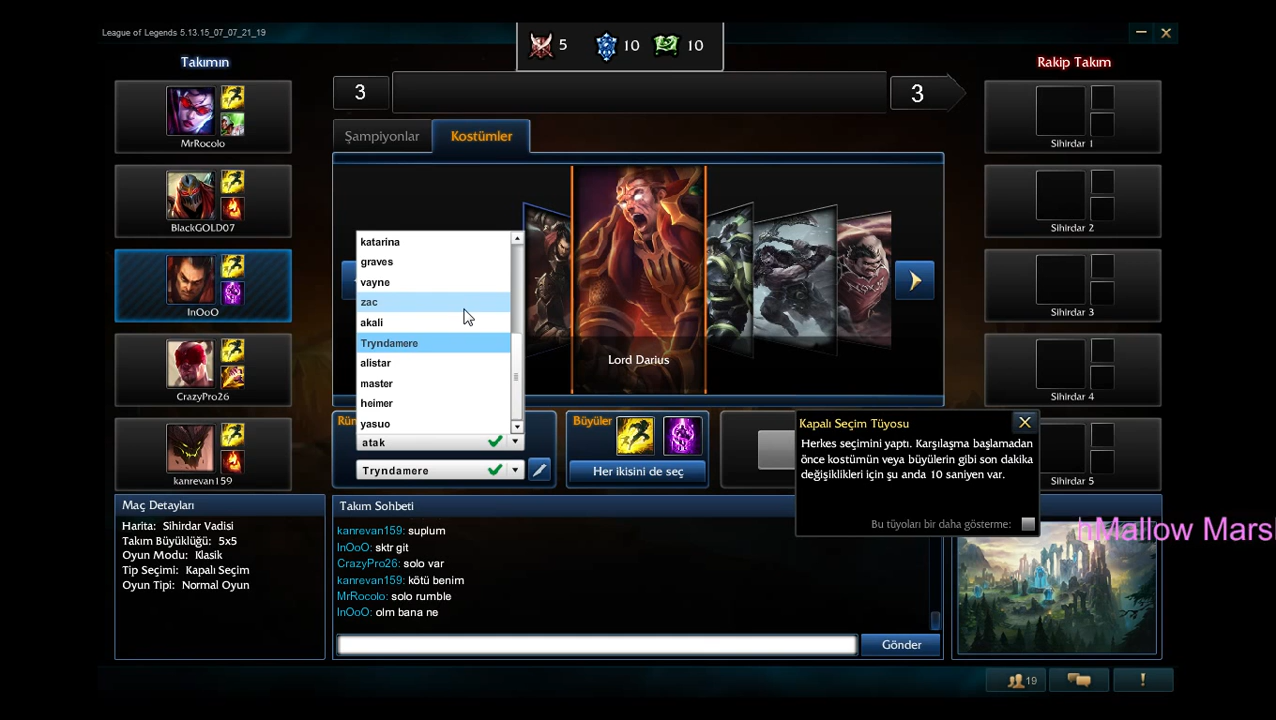 League of Legends 5.13.15_07_07_21_19
5
10
10
Takımın
MrRocolo
BlackGOLD07
InOoO
CrazyPro26
kanrevan159
3
3
Şampiyonlar
Kostümler
Lord Darius
katarina
graves
vayne
zac
akali
Tryndamere
alistar
master
heimer
yasuo
Rün
atak
Tryndamere
Büyüler
Her ikisini de seç
Rakip Takım
Sihirdar 1
Sihirdar 2
Sihirdar 3
Sihirdar 4
Sihirdar 5
Kapalı Seçim Tüyosu
Herkes seçimini yaptı. Karşılaşma başlamadan
önce kostümün veya büyülerin gibi son dakika
değişiklikleri için şu anda 10 saniyen var.
Bu tüyoları bir daha gösterme:
Maç Detayları
Harita: Sihirdar Vadisi
Takım Büyüklüğü: 5x5
Oyun Modu: Klasik
Tip Seçimi: Kapalı Seçim
Oyun Tipi: Normal Oyun
Takım Sohbeti
kanrevan159: suplum
InOoO: sktr git
CrazyPro26: solo var
kanrevan159: kötü benim
MrRocolo: solo rumble
InOoO: olm bana ne
Gönder
hMallow Mars
19